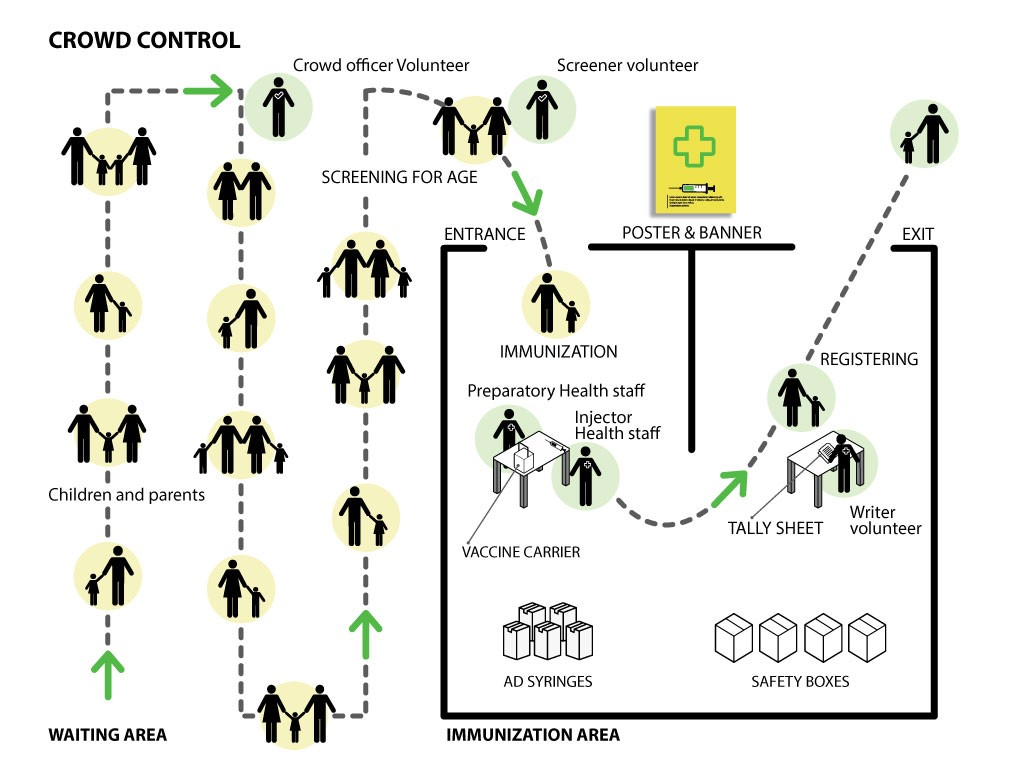 CROWD CONTROL
Crowd officer Volunteer
Screener volunteer
SCREENING FOR AGE
ENTRANCE
POSTER & BANNER
EXIT
IMMUNIZATION
REGISTERING
Preparatory Health staff
Injector
Health staff
Children and parents
Writer
volunteer
TALLY SHEET
VACCINE CARRIER
AD SYRINGES
SAFETY BOXES
WAITING AREA
IMMUNIZATION AREA